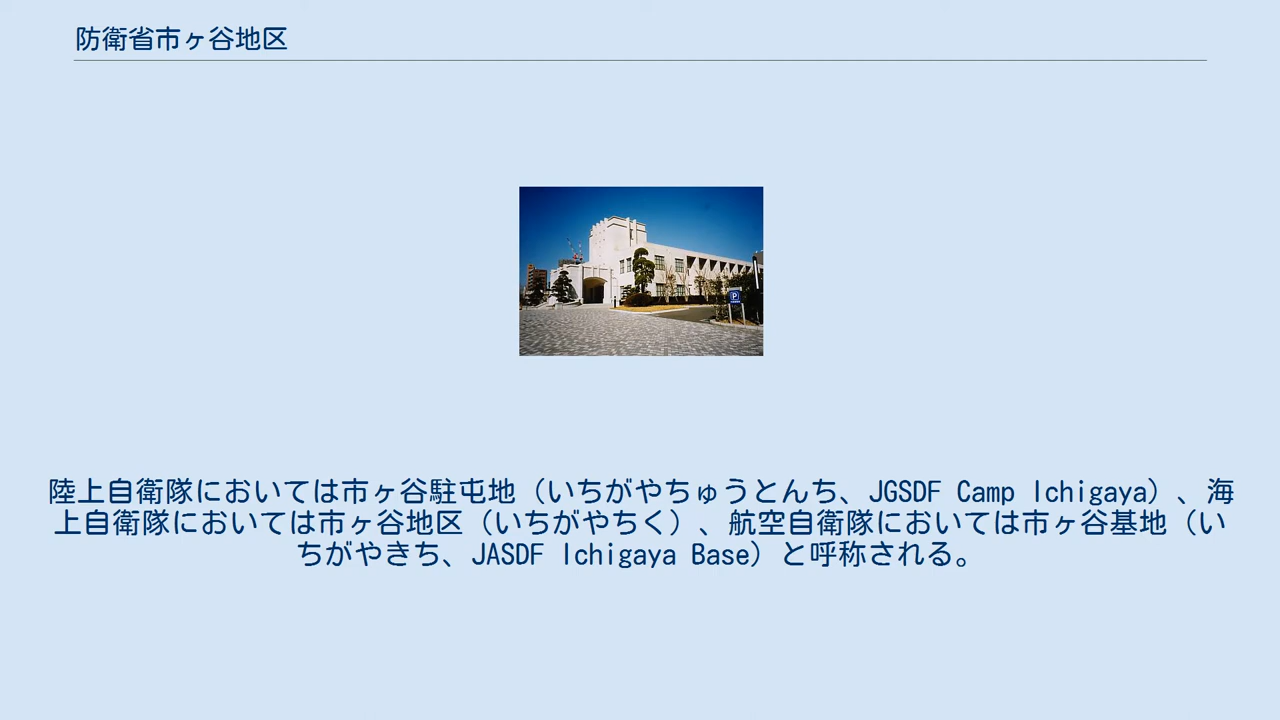 防衛省市ヶ谷地区
P
陸上自衛隊においては市ヶ谷駐屯地（いちがやちゅうとんち、JGSDF Camp Ichigaya）、海
上自衛隊においては市ヶ谷地区（いちがやちく）、航空自衛隊においては市ヶ谷基地（い
ちがやきち、JASDF Ichigaya Base）と呼称される。